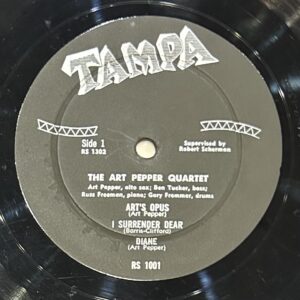 TAMPA
Side 1
RS 1302
Supervised by
Robert Scherman
THE ART PEPPER QUARTET
Art Pepper, alto sax; Ben Tucker, bass;
Russ Freeman, piano; Gary Frommer, drums
ART'S OPUS
(Art Pepper)
I SURRENDER DEAR
(Barris-Clifford)
DIANE
(Art Pepper)
RS 1001